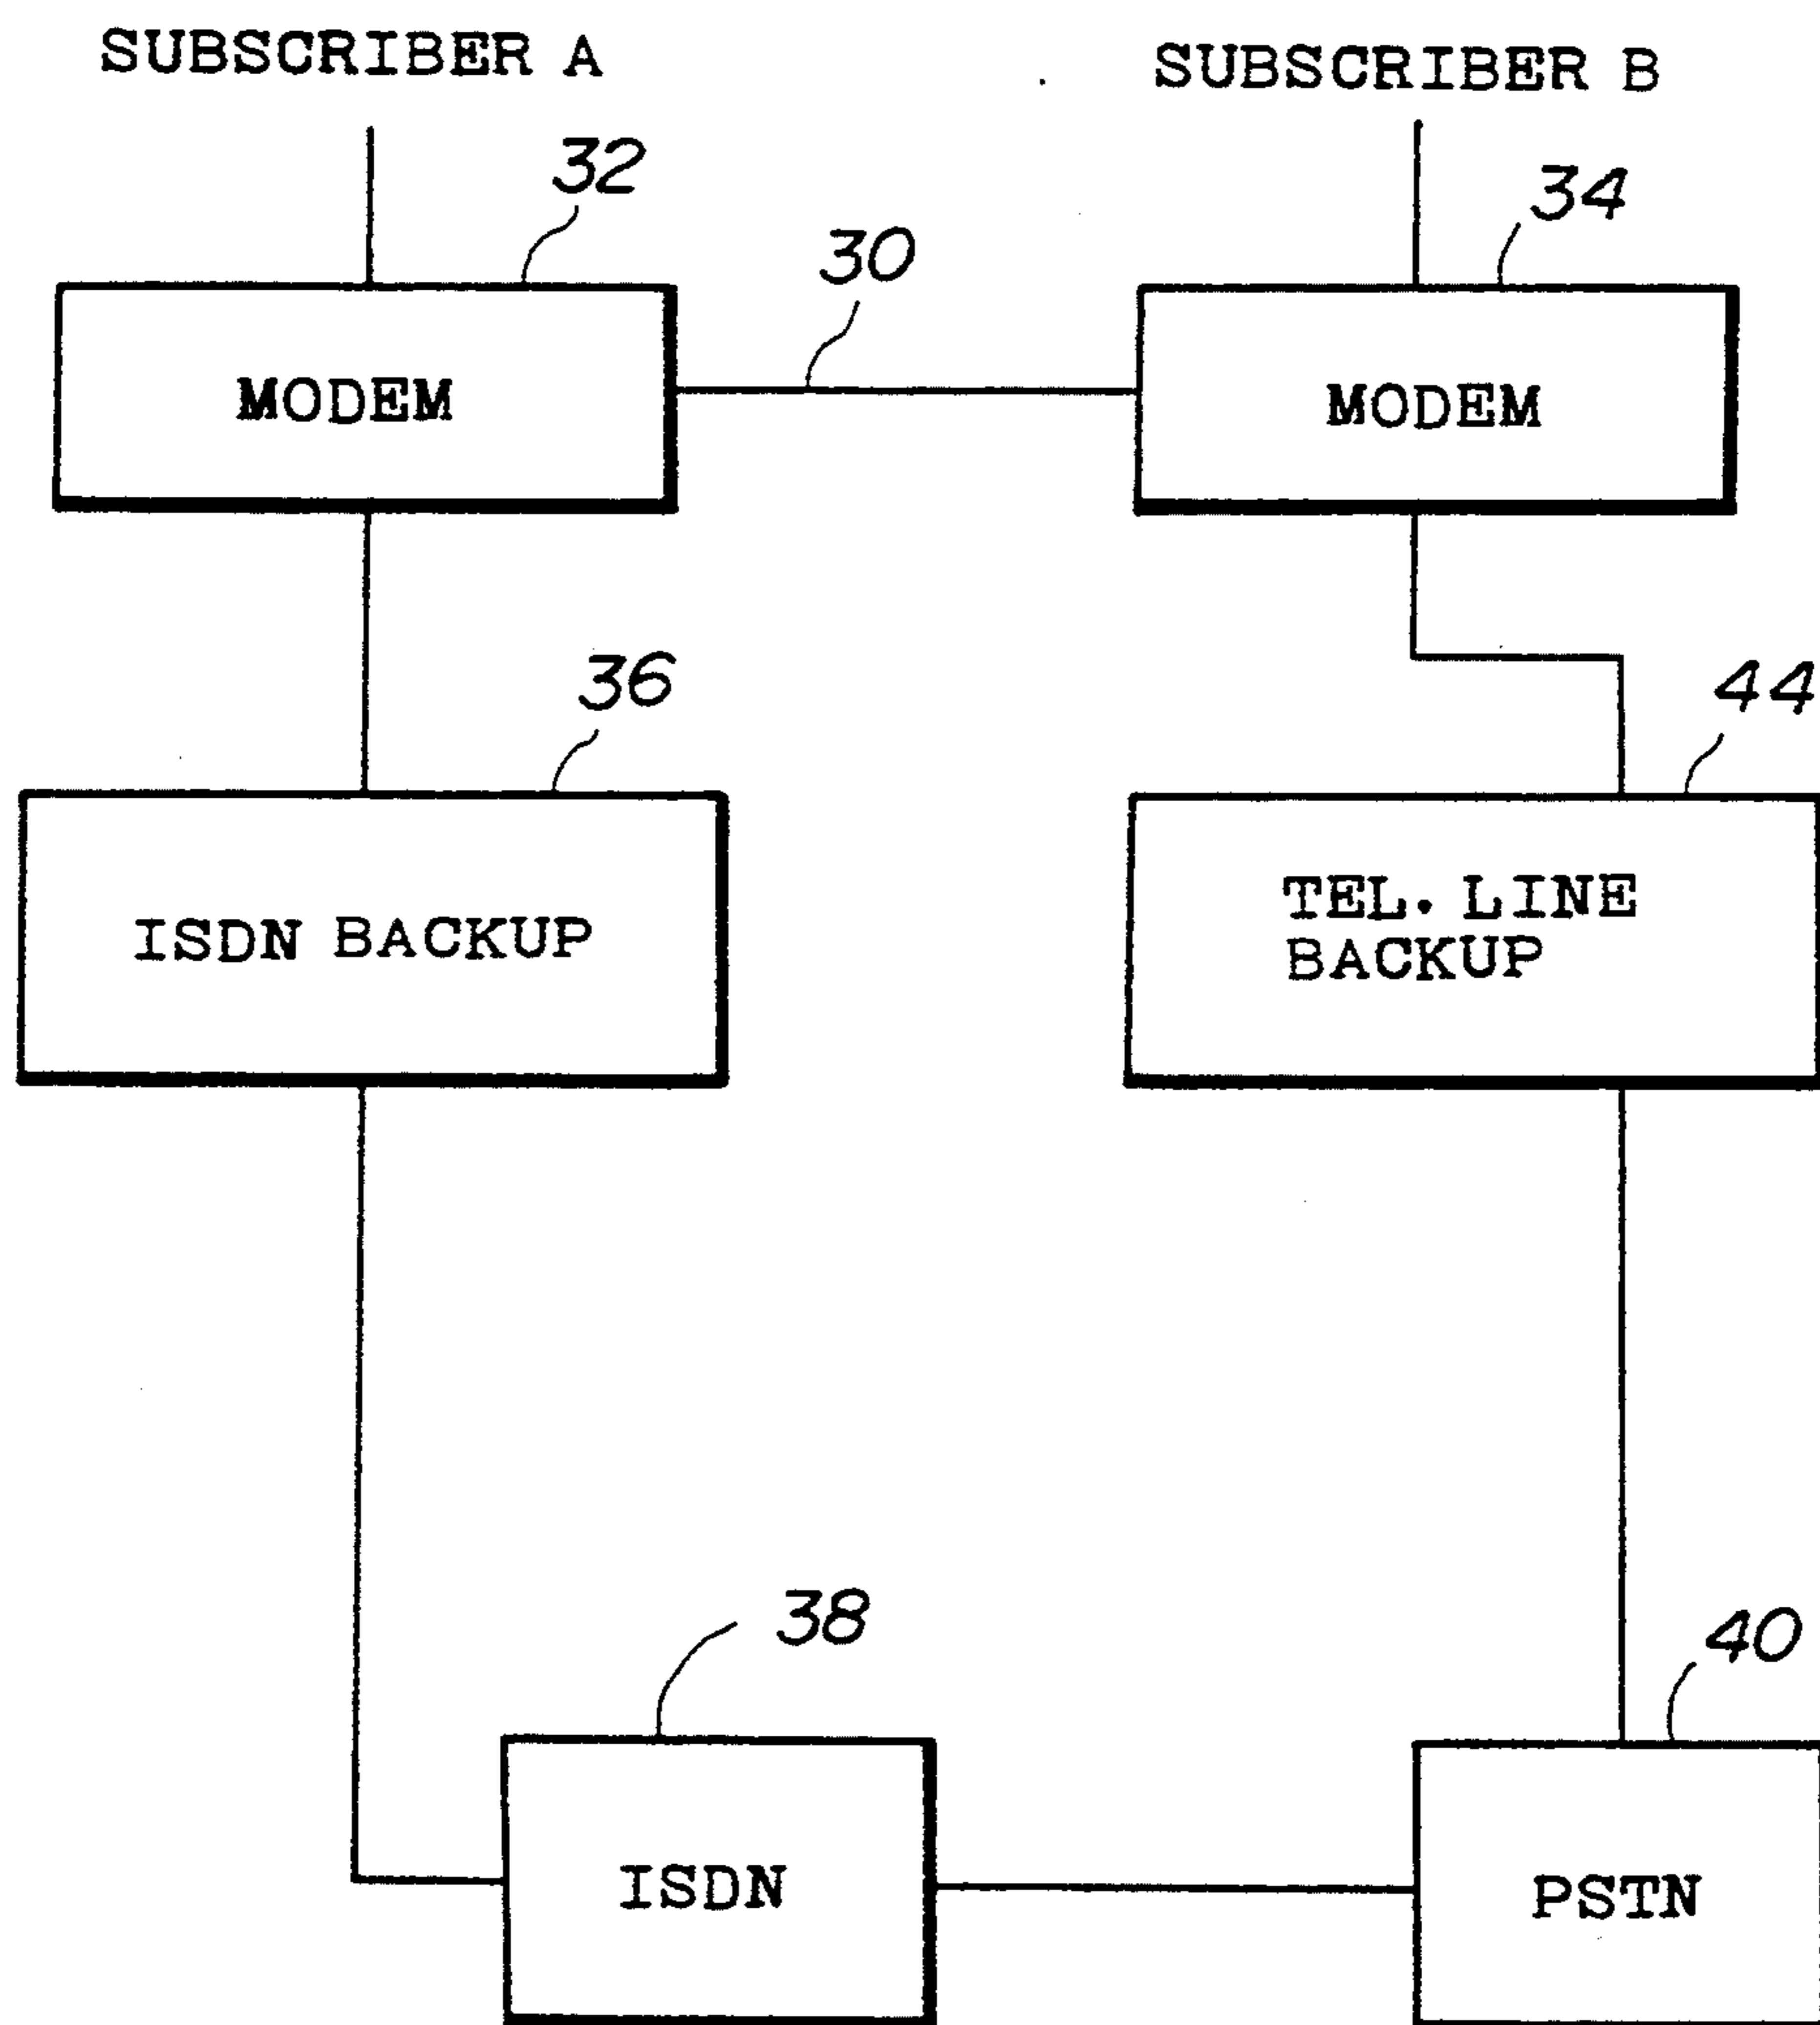 SUBSCRIBER A
SUBSCRIBER B
32
34
30
MODEM
MODEM
36
44
ISDN BACKUP
TEL. LINE
BACKUP
38
40
ISDN
PSTN